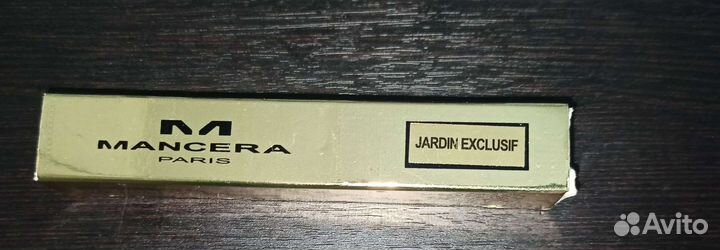 M
MANCERA
PARIS
JARDIN EXCLUSIF
Avito